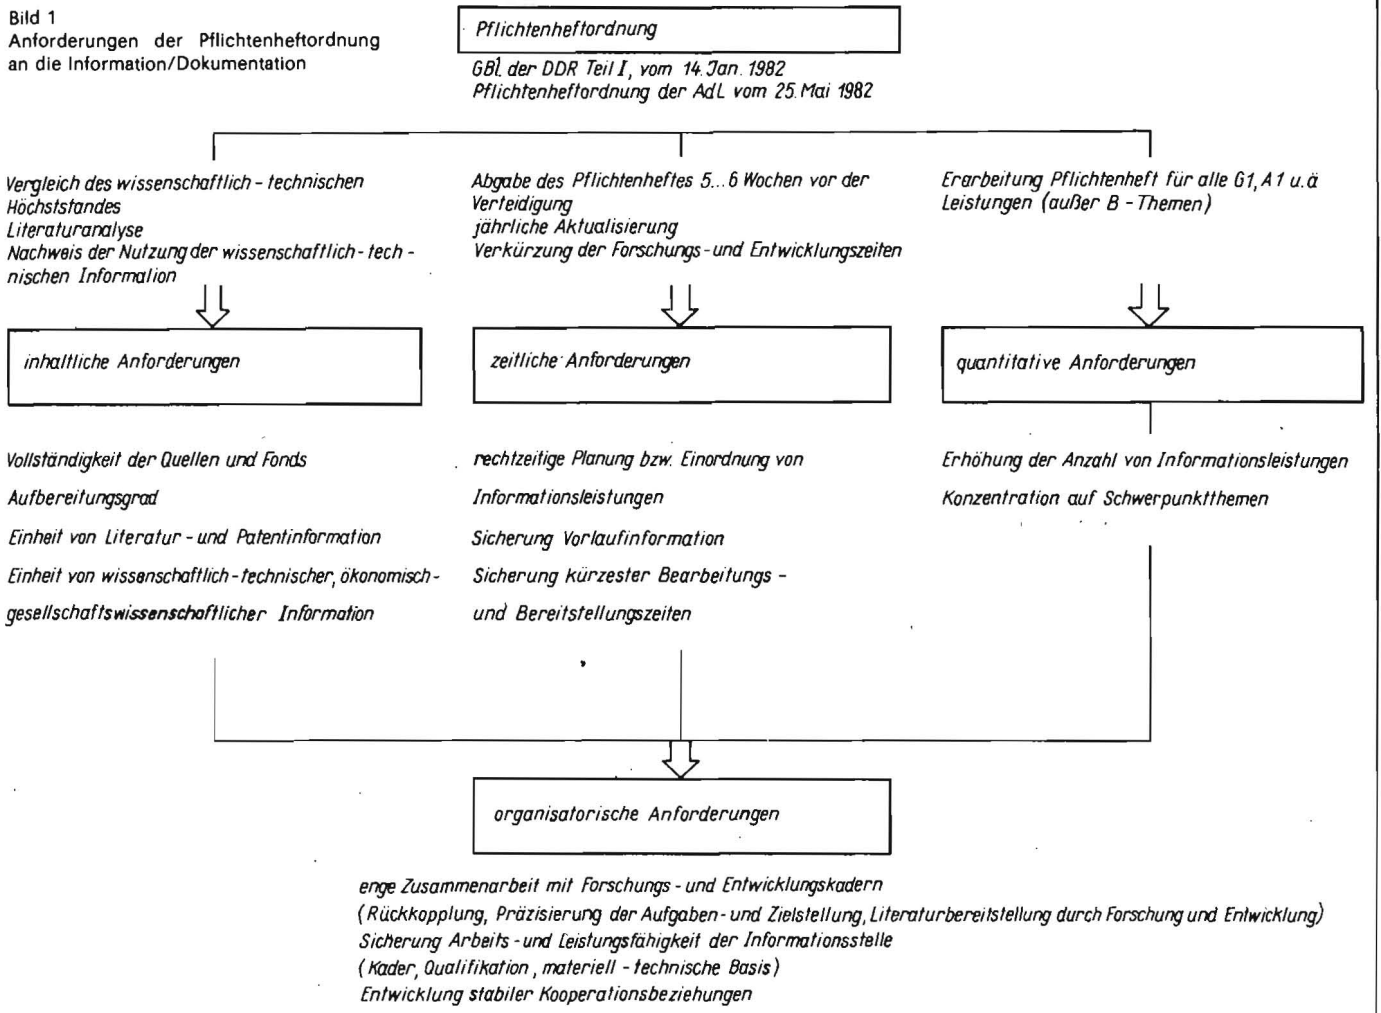 Bild 1
Anforderungen der Pflichtenheftordnung
an die Information/Dokumentation
Pflichtenheftordnung
GBl. der DDR Teil I, vom 14. Jan. 1982
Pflichtenheftordnung der AdL vom 25. Mai 1982
Vergleich des wissenschaftlich - technischen
Höchststandes
Literaturanalyse
Nachweis der Nutzung der wissenschaftlich - tech -
nischen Information
Abgabe des Pflichtenheftes 5...6 Wochen vor der
Verteidigung
jährliche Aktualisierung
Verkürzung der Forschungs - und Entwicklungszeiten
Erarbeitung Pflichtenheft für alle G1, A1 u. ä
Leistungen (außer B - Themen)
inhaltliche Anforderungen
zeitliche Anforderungen
quantitative Anforderungen
Vollständigkeit der Quellen und Fonds
Aufbereitungsgrad
Einheit von Literatur - und Patentinformation
Einheit von wissenschaftlich - technischer, ökonomisch -
gesellschaftswissenschaftlicher Information
rechtzeitige Planung bzw. Einordnung von
Informationsleistungen
Sicherung Vorlaufinformation
Sicherung kürzester Bearbeitungs -
und Bereitstellungszeiten
Erhöhung der Anzahl von Informationsleistungen
Konzentration auf Schwerpunktthemen
organisatorische Anforderungen
enge Zusammenarbeit mit Forschungs - und Entwicklungskadern
(Rückkopplung, Präzisierung der Aufgaben - und Zielstellung, Literaturbereitstellung durch Forschung und Entwicklung)
Sicherung Arbeits - und Leistungsfähigkeit der Informationsstelle
(Kader, Qualifikation, materiell - technische Basis)
Entwicklung stabiler Kooperationsbeziehungen